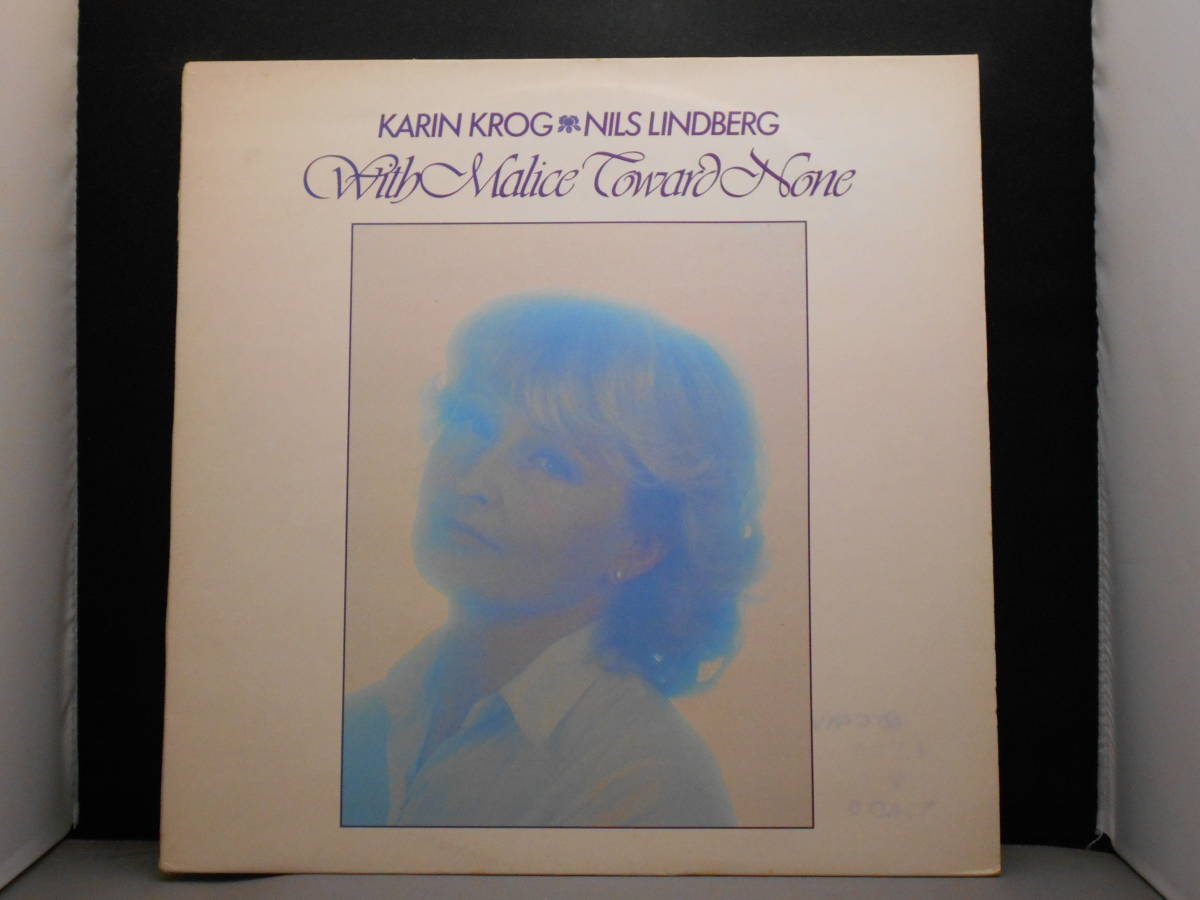 KARIN KROG NILS LINDBERG
With Malice Toward None